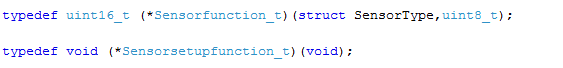 typedef uint16_t (*Sensorfunction_t)(struct SensorType,uint8_t);
typedef void (*Sensorsetupfunction_t)(void);